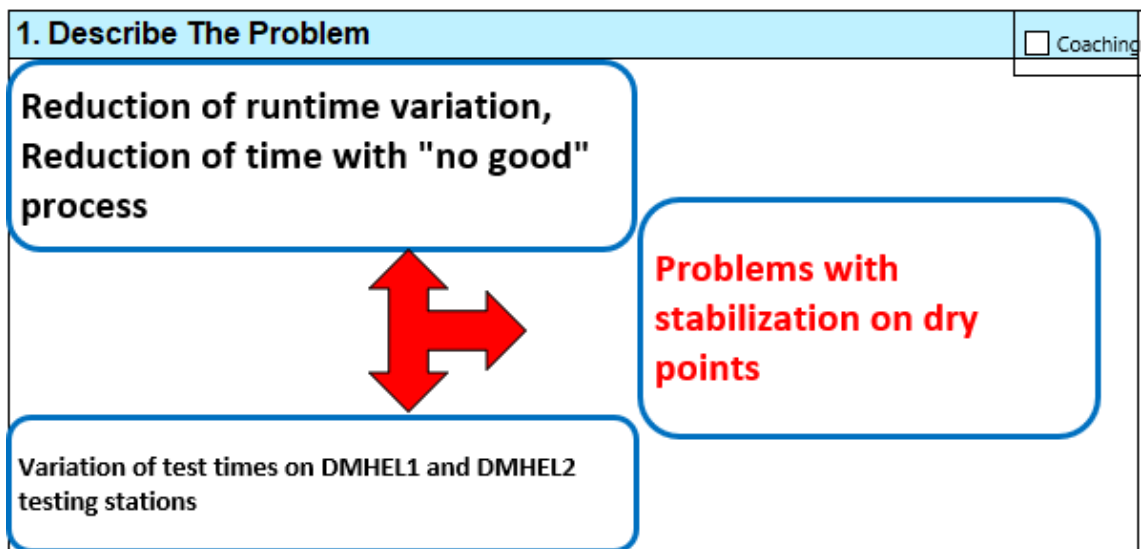 1. Describe The Problem
Coaching
Reduction of runtime variation,
Reduction of time with "no good"
process
Problems with
stabilization on dry
points
Variation of test times on DMHEL1 and DMHEL2
testing stations